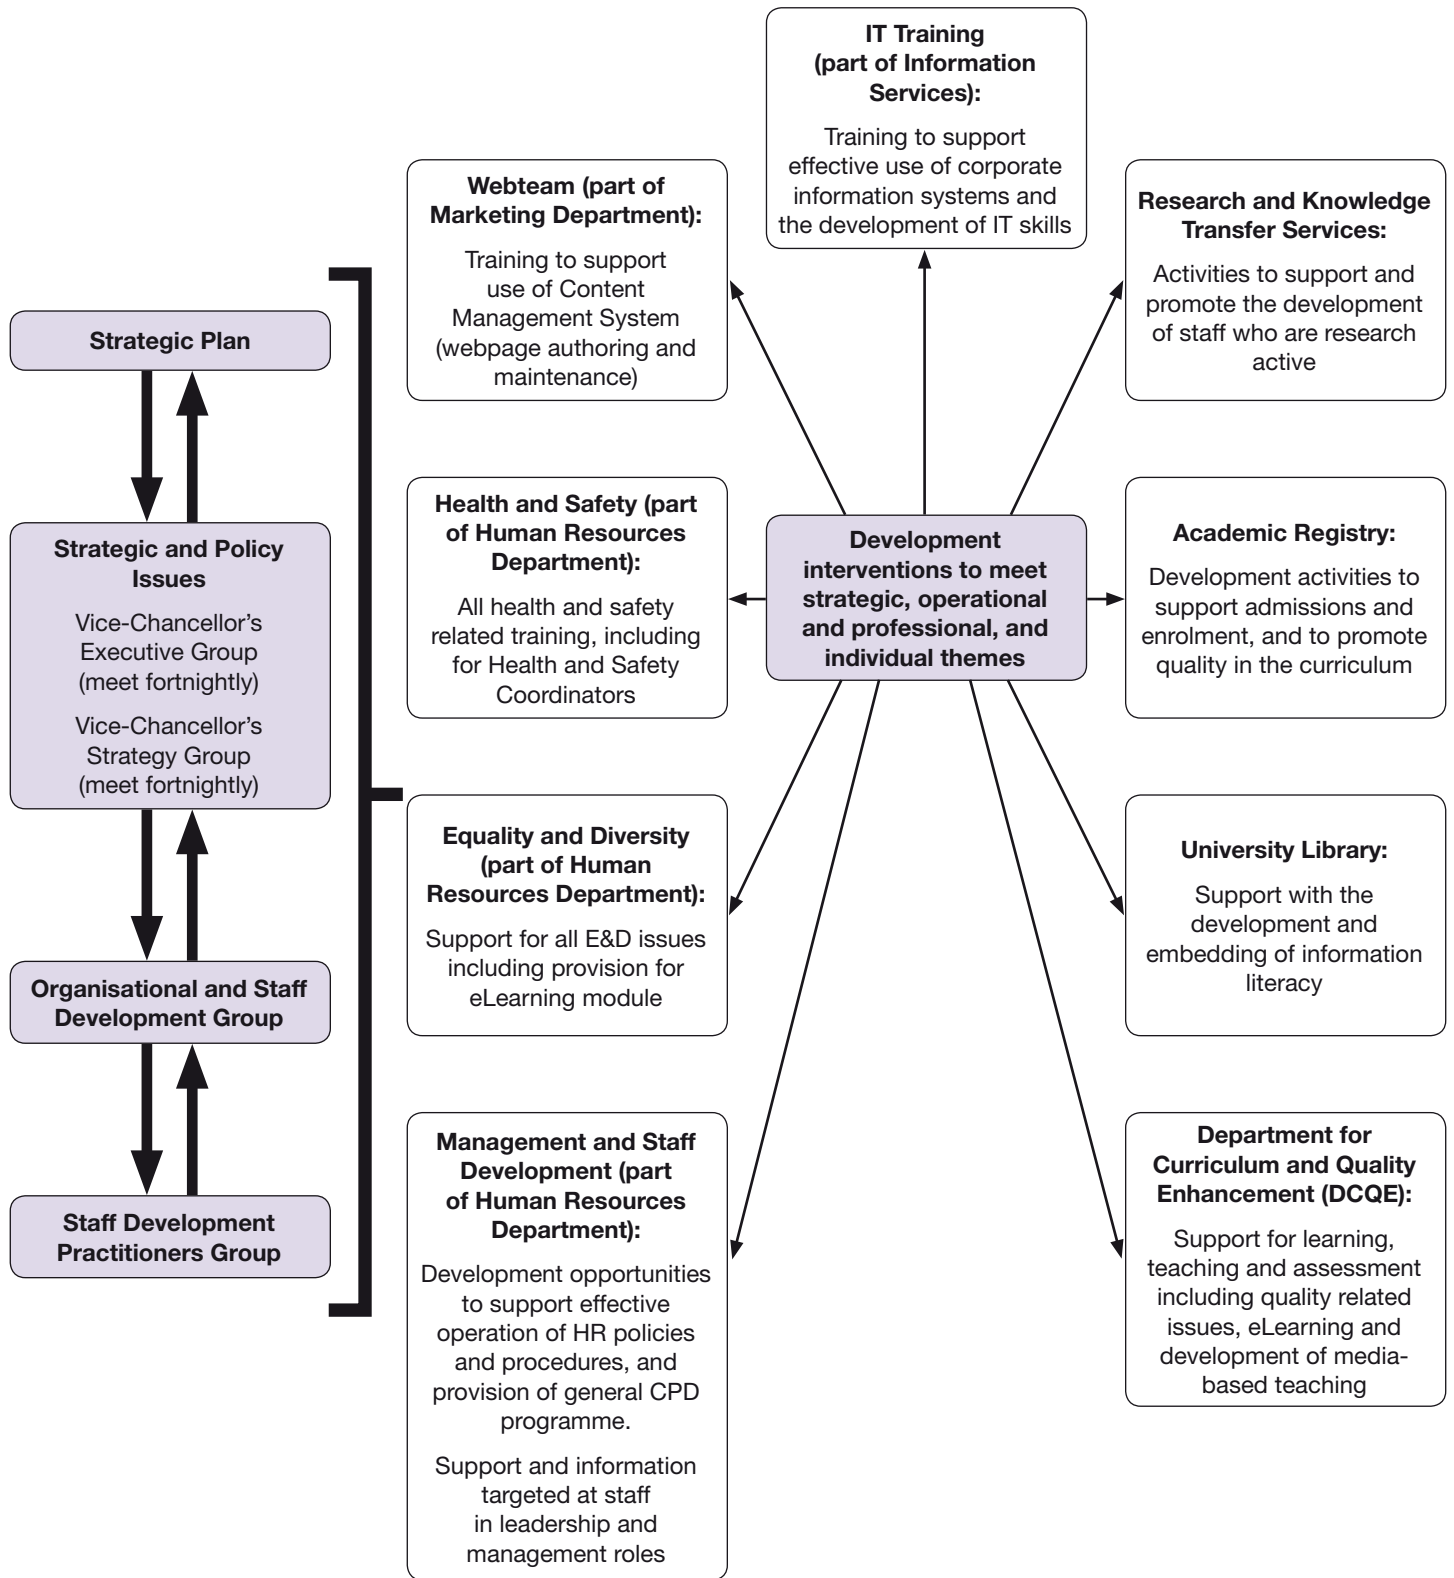 Strategic Plan
Strategic and Policy
Issues
Vice-Chancellor’s
Executive Group
(meet fortnightly)
Vice-Chancellor’s
Strategy Group
(meet fortnightly)
Organisational and Staff
Development Group
Staff Development
Practitioners Group
Webteam (part of
Marketing Department):
Training to support
use of Content
Management System
(webpage authoring and
maintenance)
Health and Safety (part
of Human Resources
Department):
All health and safety
related training, including
for Health and Safety
Coordinators
Equality and Diversity
(part of Human
Resources Department):
Support for all E&D issues
including provision for
eLearning module
Management and Staff
Development (part
of Human Resources
Department):
Development opportunities
to support effective
operation of HR policies
and procedures, and
provision of general CPD
programme.
Support and information
targeted at staff
in leadership and
management roles
IT Training
(part of Information
Services):
Training to support
effective use of corporate
information systems and
the development of IT skills
Development
interventions to meet
strategic, operational
and professional, and
individual themes
Research and Knowledge
Transfer Services:
Activities to support and
promote the development
of staff who are research
active
Academic Registry:
Development activities to
support admissions and
enrolment, and to promote
quality in the curriculum
University Library:
Support with the
development and
embedding of information
literacy
Department for
Curriculum and Quality
Enhancement (DCQE):
Support for learning,
teaching and assessment
including quality related
issues, eLearning and
development of media-
based teaching